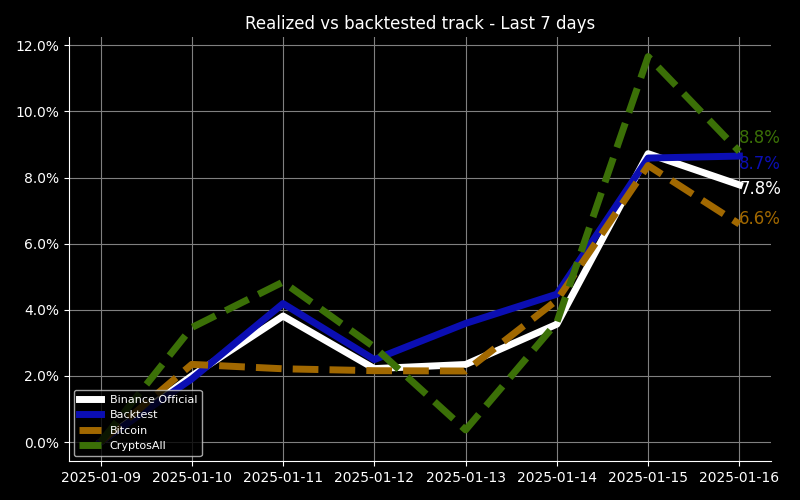 Realized vs backtested track - Last 7 days
12.0%
10.0%
8.0%
6.0%
4.0%
2.0%
0.0%
8.8%
8.7%
7.8%
6.6%
Binance Official
Backtest
Bitcoin
CryptosAll
2025-01-09 2025-01-10 2025-01-11 2025-01-12 2025-01-13 2025-01-14 2025-01-15 2025-01-16